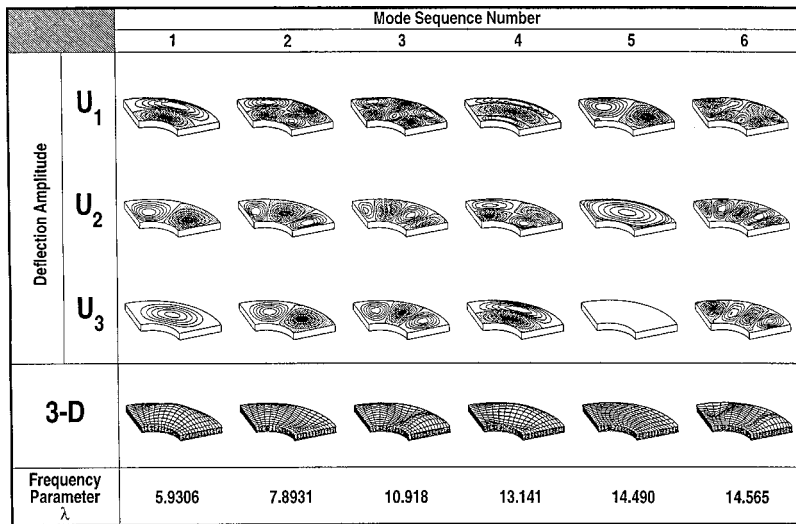 Mode Sequence Number
1 2 3 4 5 6
Deflection Amplitude
U1
U2
U3
3-D
Frequency
Parameter
λ
5.9306 7.8931 10.918 13.141 14.490 14.565